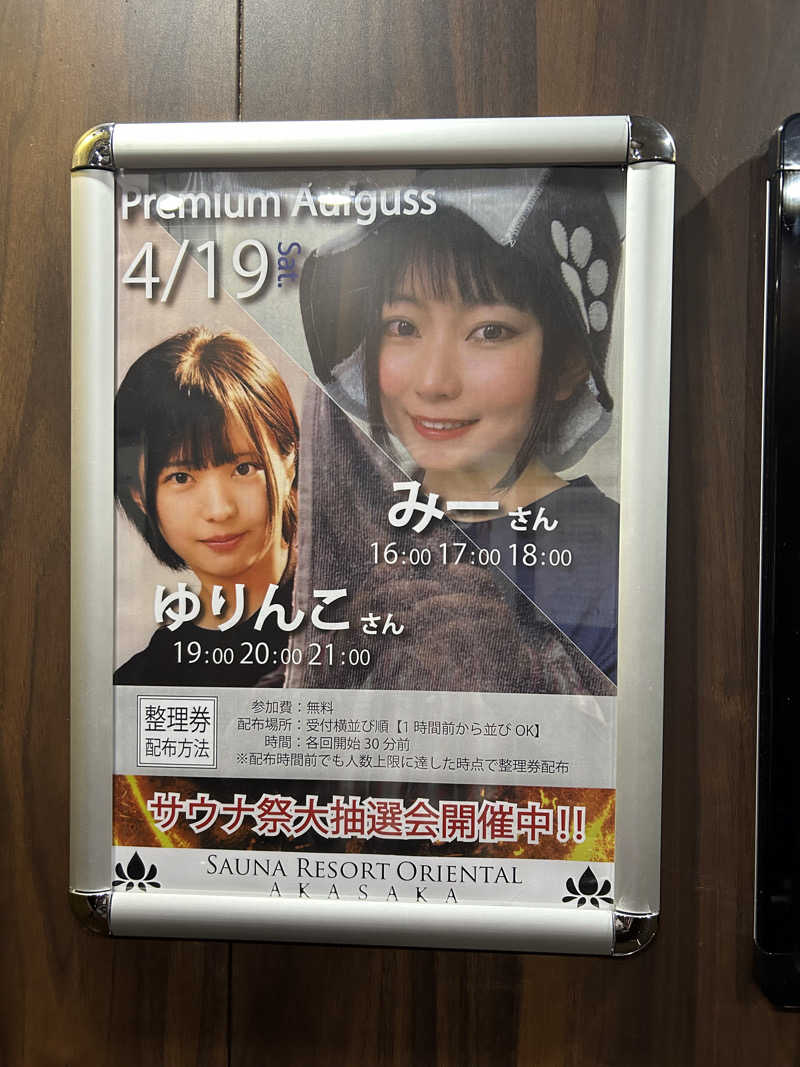 Premium Aufguss
4/19 Sat.
みーさん
16:00 17:00 18:00
ゆりんこさん
19:00 20:00 21:00
整理券
配布方法
参加費：無料
配布場所：受付横並び順【1時間前から並びOK】
時間：各回開始30分前
※配布時間前でも人数上限に達した時点で整理券配布
サウナ祭大抽選会開催中!!
SAUNA RESORT ORIENTAL
AKASAKA